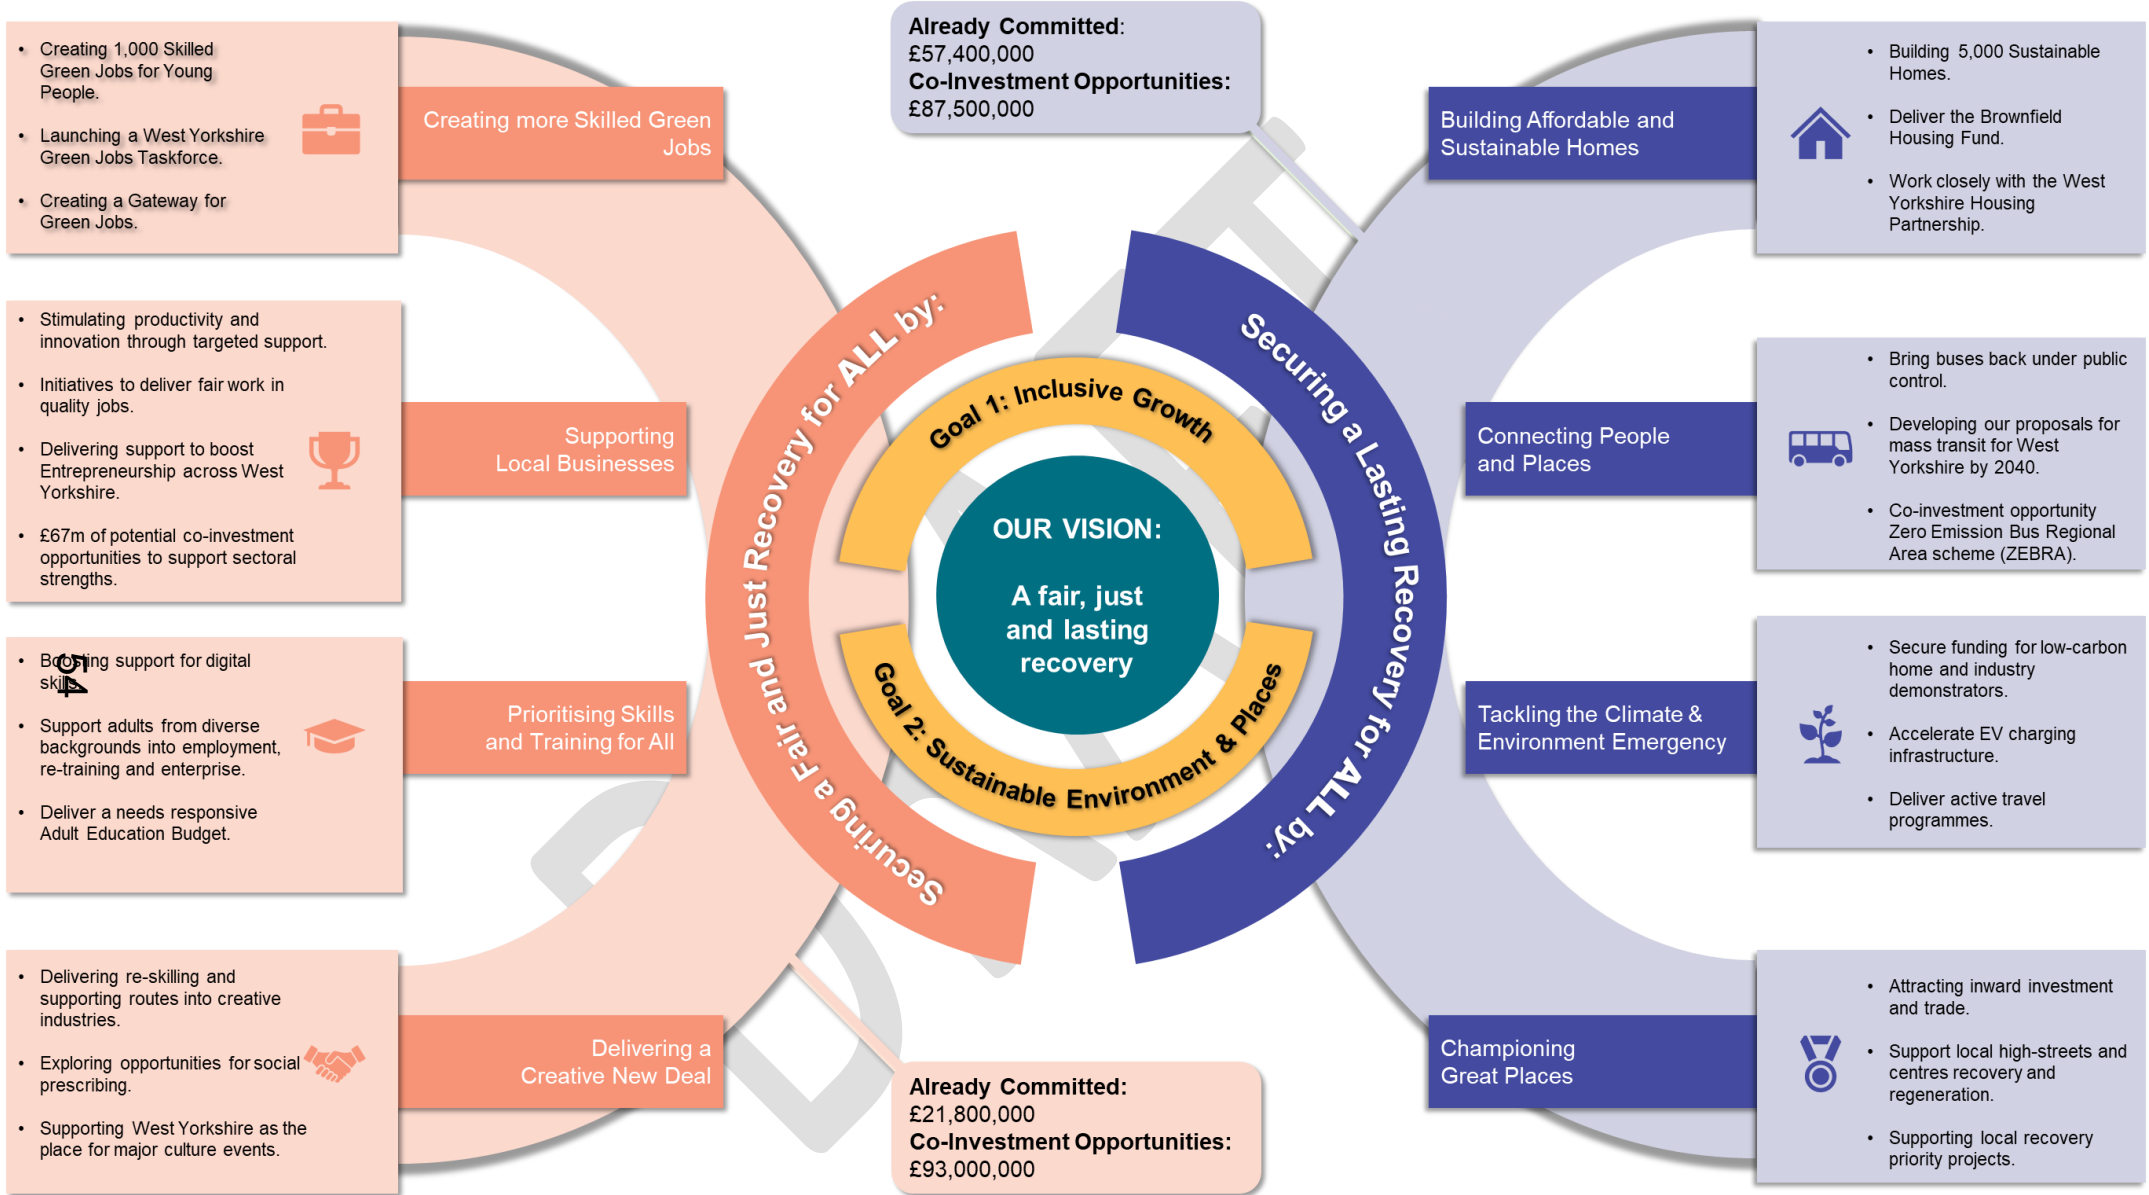 • Creating 1,000 Skilled
Green Jobs for Young
People.
• Launching a West Yorkshire
Green Jobs Taskforce.
• Creating a Gateway for
Green Jobs.
Creating more Skilled Green
Jobs
• Stimulating productivity and
innovation through targeted support.
• Initiatives to deliver fair work in
quality jobs.
• Delivering support to boost
Entrepreneurship across West
Yorkshire.
• £67m of potential co-investment
opportunities to support sectoral
strengths.
Supporting
Local Businesses
• Boosting support for digital
skills.
54
• Support adults from diverse
backgrounds into employment,
re-training and enterprise.
• Deliver a needs responsive
Adult Education Budget.
Prioritising Skills
and Training for All
• Delivering re-skilling and
supporting routes into creative
industries.
• Exploring opportunities for social
prescribing.
• Supporting West Yorkshire as the
place for major culture events.
Delivering a
Creative New Deal
Already Committed:
£57,400,000
Co-Investment Opportunities:
£87,500,000
Securing a Fair and Just Recovery for ALL by:
Goal 1: Inclusive Growth
OUR VISION:
A fair, just
and lasting
recovery
Goal 2: Sustainable Environment & Places
Securing a Lasting Recovery for ALL by:
Already Committed:
£21,800,000
Co-Investment Opportunities:
£93,000,000
DRAFT
Building Affordable and
Sustainable Homes
• Building 5,000 Sustainable
Homes.
• Deliver the Brownfield
Housing Fund.
• Work closely with the West
Yorkshire Housing
Partnership.
Connecting People
and Places
• Bring buses back under public
control.
• Developing our proposals for
mass transit for West
Yorkshire by 2040.
• Co-investment opportunity
Zero Emission Bus Regional
Area scheme (ZEBRA).
Tackling the Climate &
Environment Emergency
• Secure funding for low-carbon
home and industry
demonstrators.
• Accelerate EV charging
infrastructure.
• Deliver active travel
programmes.
Championing
Great Places
• Attracting inward investment
and trade.
• Support local high-streets and
centres recovery and
regeneration.
• Supporting local recovery
priority projects.